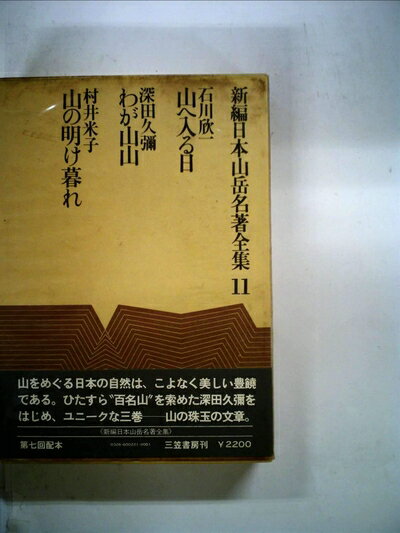 新編日本山岳名著全集 11
石川欣一
山へ入る日
深田久彌
わが山山
村井米子
山の明け暮れ
山をめぐる日本の自然は、こよなく美しい豊饒
である。ひたすら〝百名山〟を索めた深田久彌を
はじめ、ユニークな三巻──山の珠玉の文章。
〈新編日本山岳名著全集〉
第七回配本
三笠書房刊 ¥2200